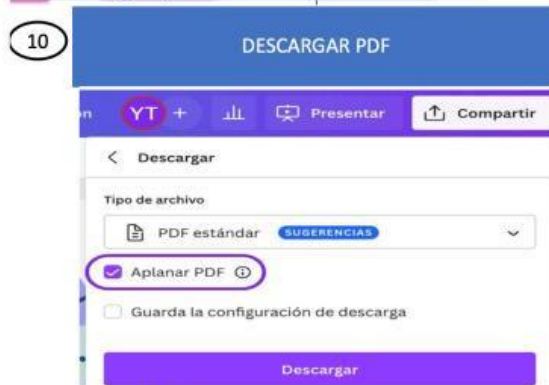 10
DESCARGAR PDF
YT + Presentar Compartir
Descargar
Tipo de archivo
PDF estándar SUGERENCIAS
Aplanar PDF
Guarda la configuración de descarga
Descargar